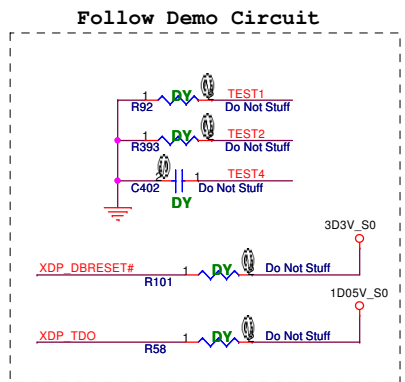 Follow Demo Circuit
1 DY TEST1
R92 Do Not Stuff
1 DY TEST2
R393 Do Not Stuff
2 1 TEST4
C402 Do Not Stuff
DY
3D3V_S0
XDP_DBRESET# 1 DY Do Not Stuff
R101
1D05V_S0
XDP_TDO 1 DY Do Not Stuff
R58